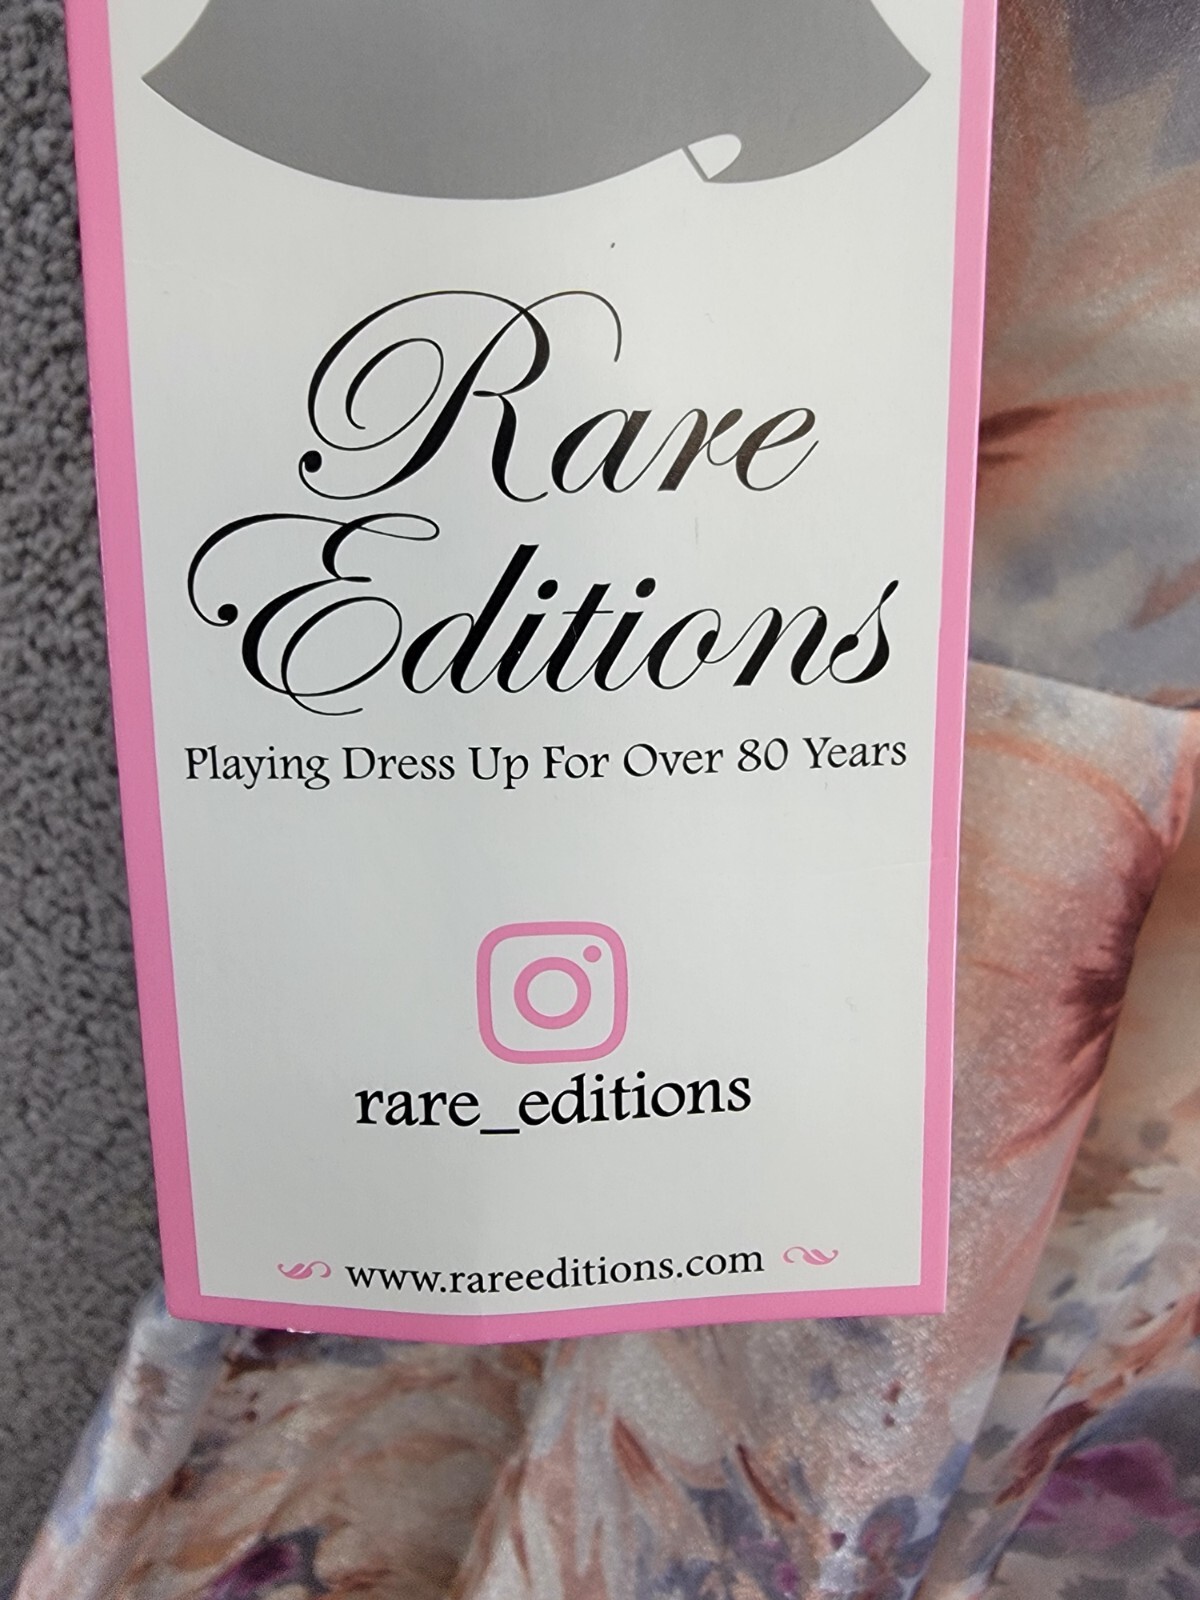 Rare
Editions
Playing Dress Up For Over 80 Years
rare_editions
www.rareeditions.com